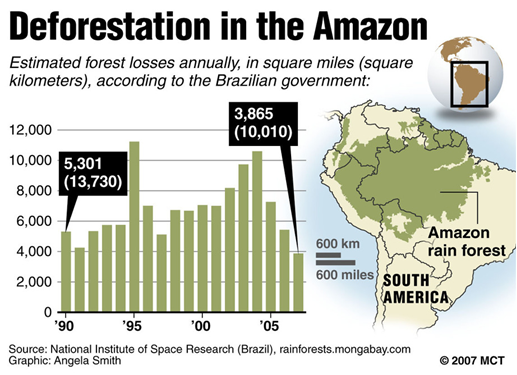 Deforestation in the Amazon
Estimated forest losses annually, in square miles (square
kilometers), according to the Brazilian government:
3,865
(10,010)
12,000
5,301
(13,730)
10,000
8,000
6,000
4,000
2,000
0
'90
'95
'00
'05
Amazon
rain forest
600 km
600 miles
SOUTH
AMERICA
Source: National Institute of Space Research (Brazil), rainforests.mongabay.com
Graphic: Angela Smith
© 2007 MCT